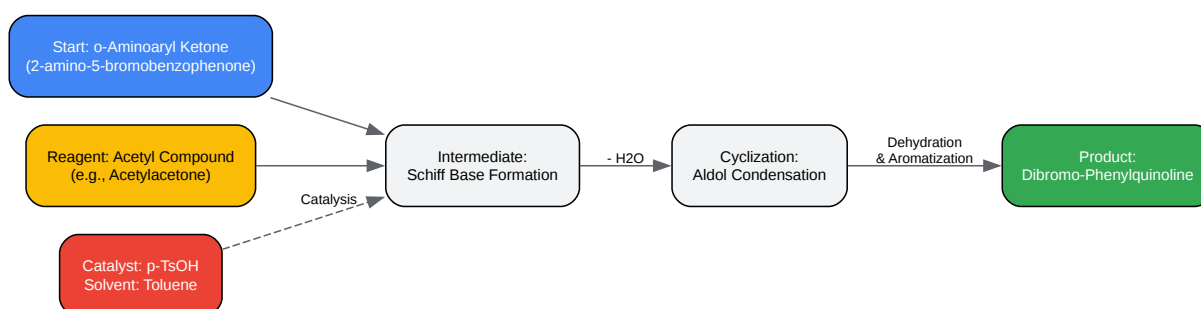 Start: o-Aminoaryl Ketone
(2-amino-5-bromobenzophenone)
Reagent: Acetyl Compound
(e.g., Acetylacetone)
Catalysis
Catalyst: p-TsOH
Solvent: Toluene
Intermediate:
Schiff Base Formation
- H2O
Cyclization:
Aldol Condensation
Dehydration
& Aromatization
Product:
Dibromo-Phenylquinoline